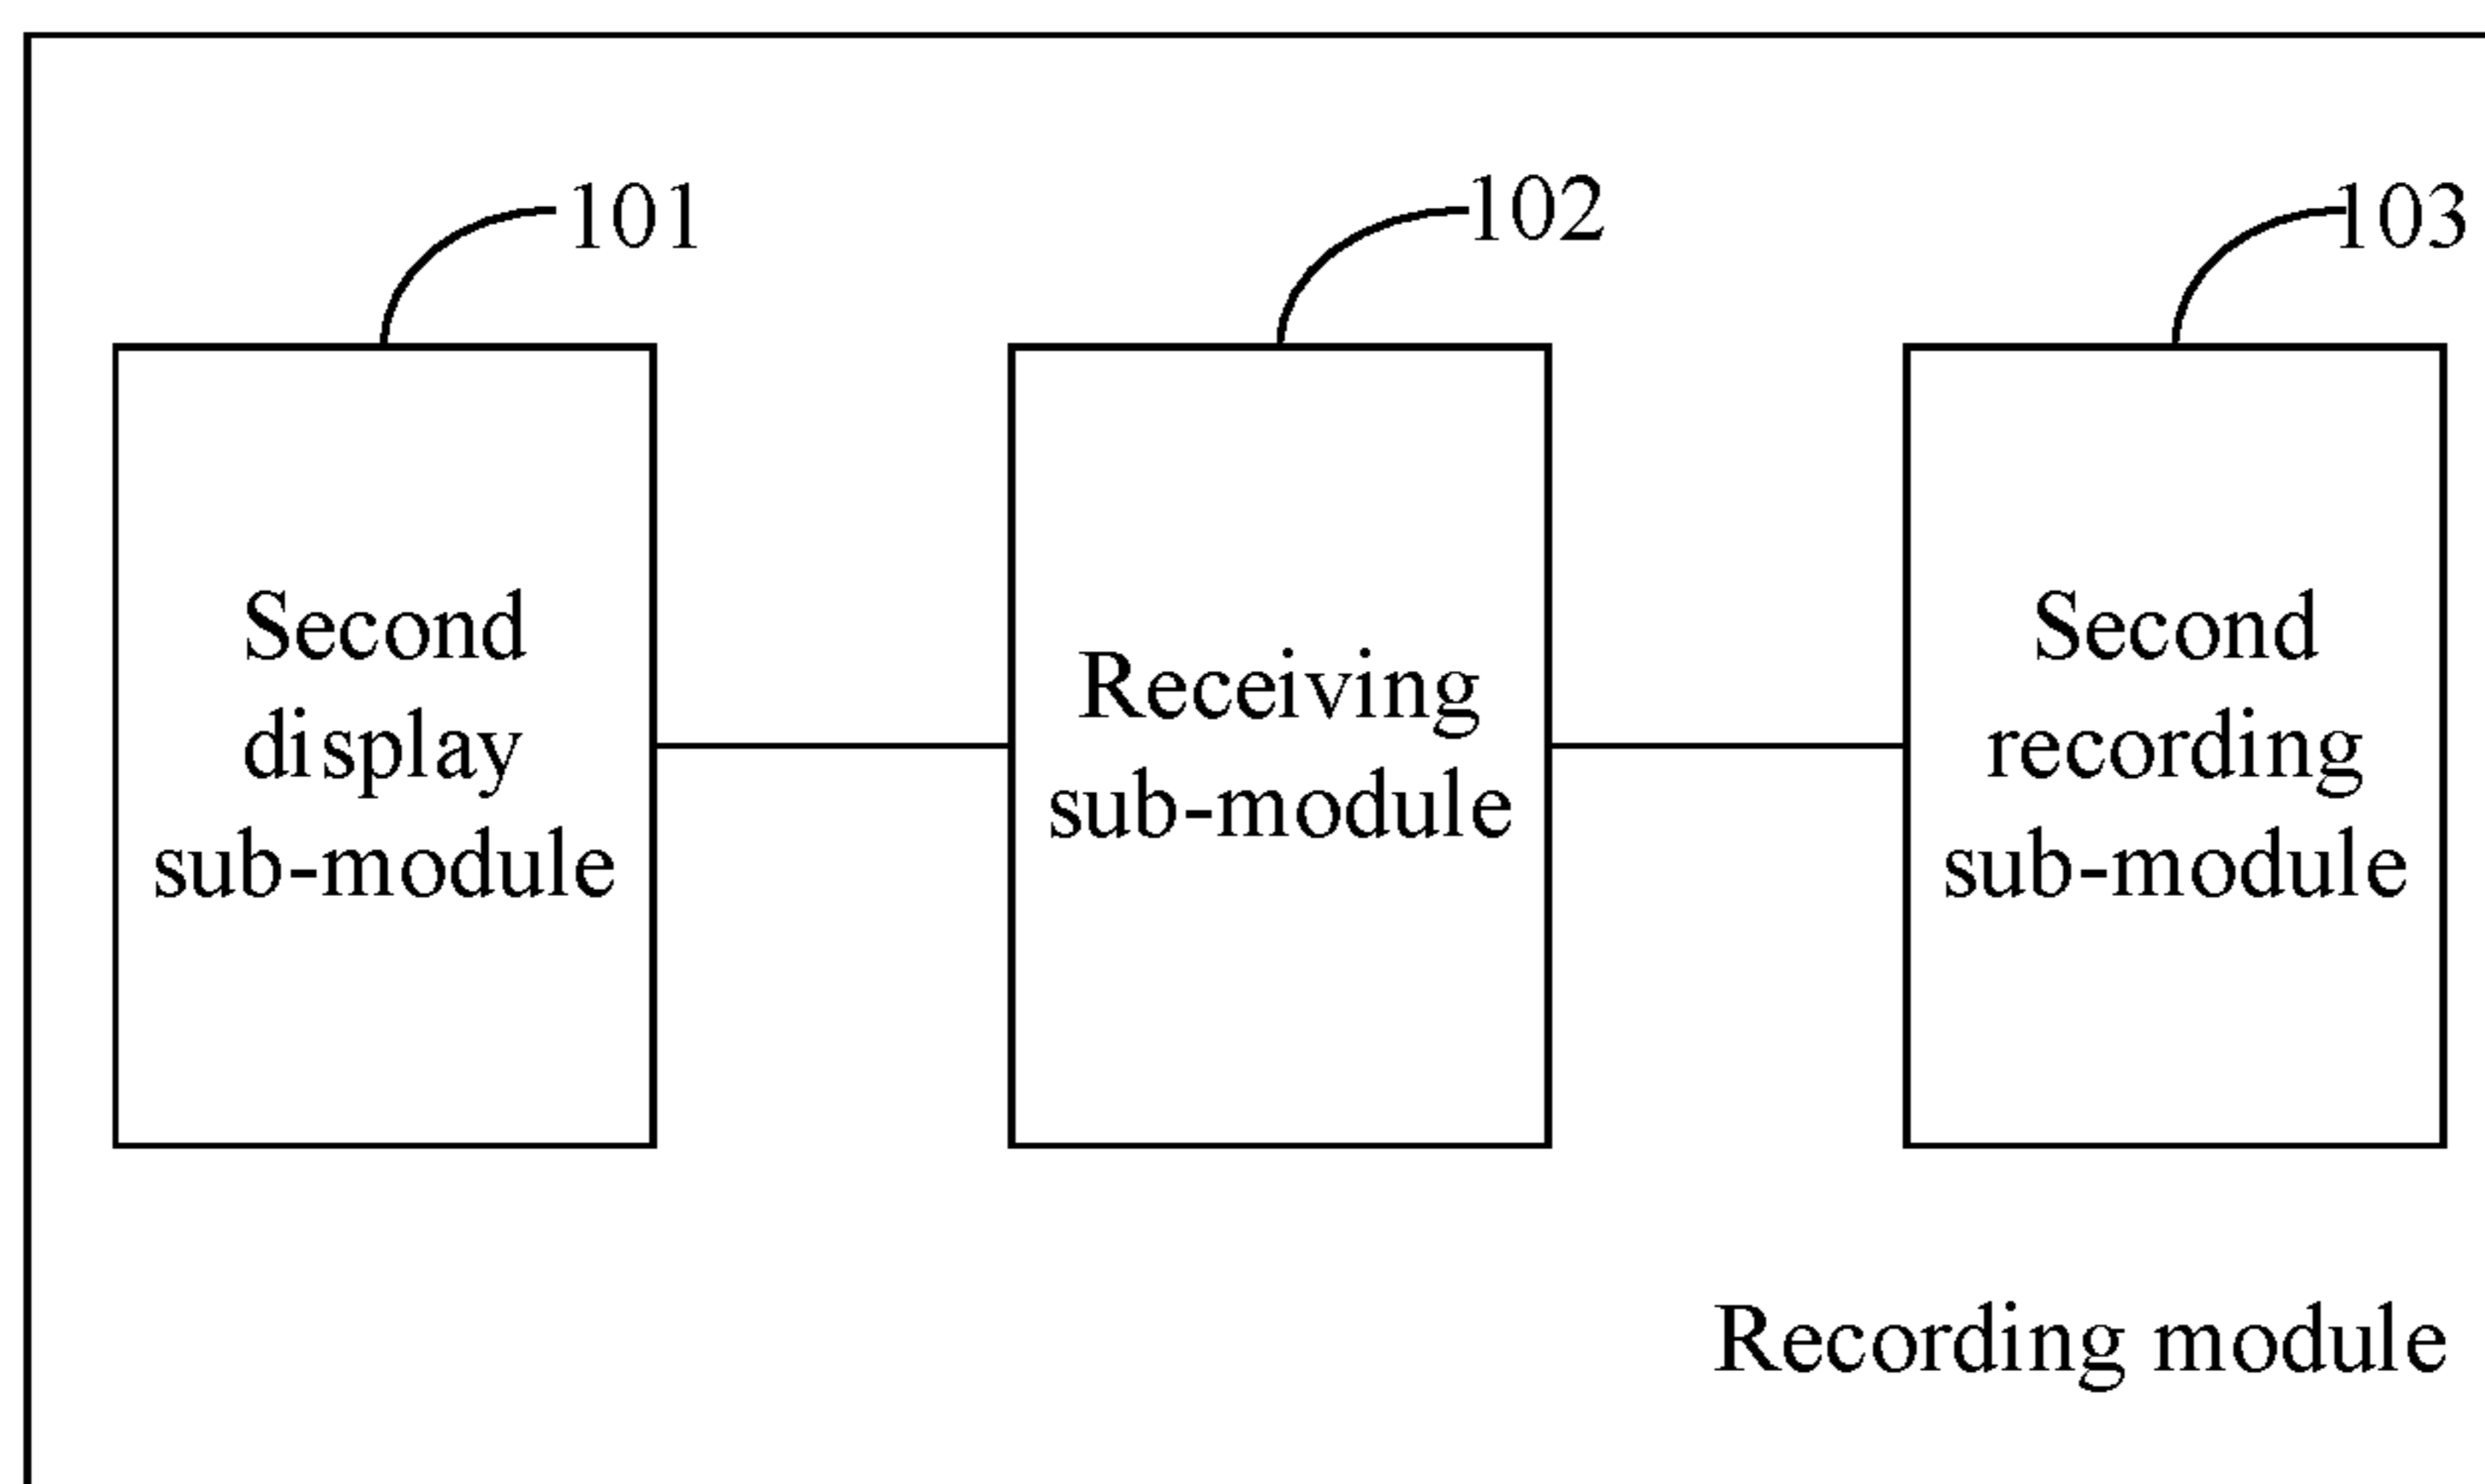 101
102
103
Second
display
sub-module
Receiving
sub-module
Second
recording
sub-module
Recording module